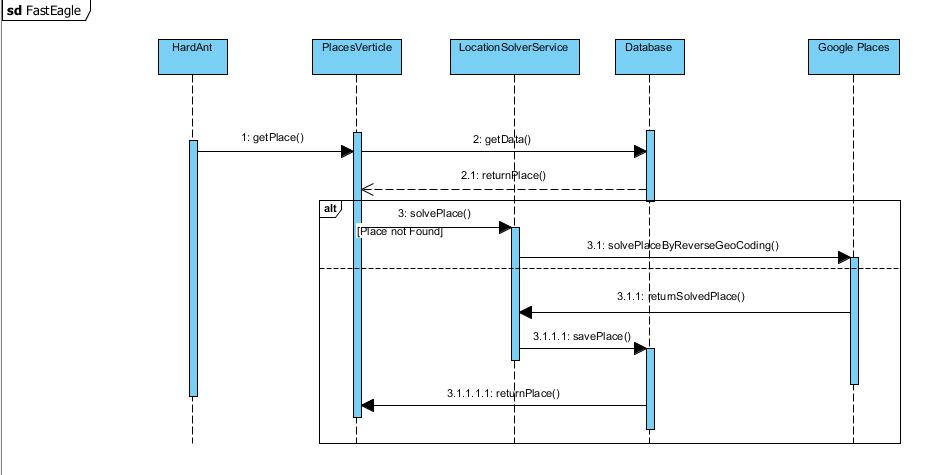 sd FastEagle
HardAnt
PlacesVerticle
LocationSolverService
Database
Google Places
1: getPlace()
2: getData()
2.1: returnPlace()
alt
3: solvePlace()
[Place not Found]
3.1: solvePlaceByReverseGeoCoding()
3.1.1: returnSolvedPlace()
3.1.1.1: savePlace()
3.1.1.1.1: returnPlace()